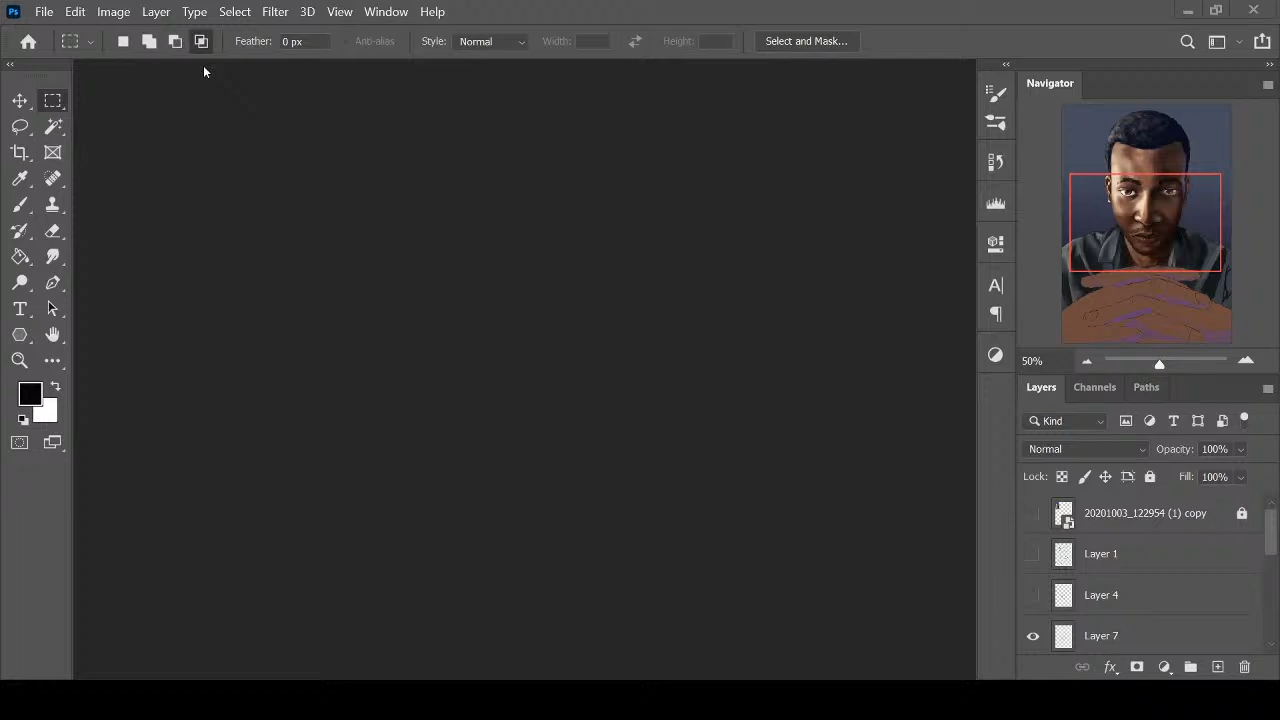 Ps File Edit Image Layer Type Select Filter 3D View Window Help
Feather: 0 px Anti-alias Style: Normal Width: Height: Select and Mask...
Navigator
50%
Layers Channels Paths
Kind
Normal Opacity: 100%
Lock: Fill: 100%
20201003_122954 (1) copy
Layer 1
Layer 4
Layer 7
fx